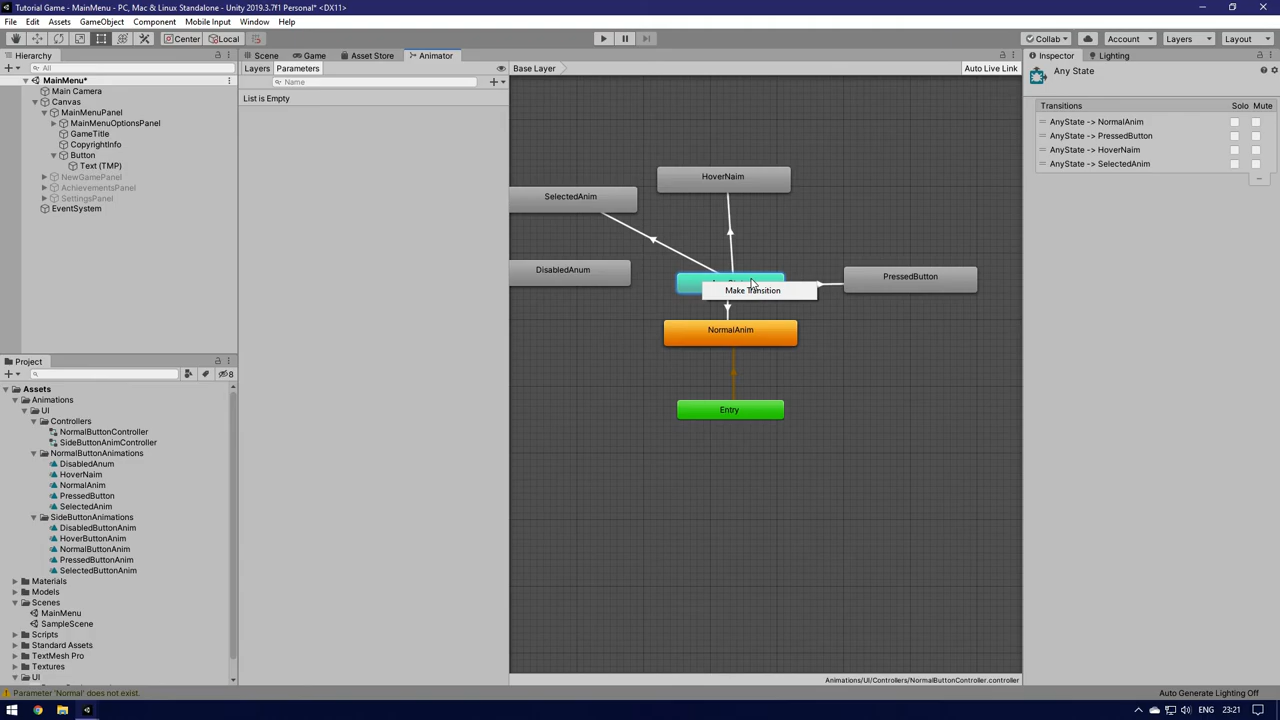 Tutorial Game - MainMenu - PC, Mac & Linux Standalone - Unity 2019.3.7f1 Personal* <DX11>
File Edit Assets GameObject Component Mobile Input Window Help
Center Local Collab Account Layers Layout
Hierarchy
All
MainMenu*
Main Camera
Canvas
MainMenuPanel
MainMenuOptionsPanel
GameTitle
CopyrightInfo
Button
Text (TMP)
NewGamePanel
AchievementsPanel
SettingsPanel
EventSystem
Project
8
Assets
Animations
UI
Controllers
NormalButtonController
SideButtonAnimController
NormalButtonAnimations
DisabledAnum
HoverNaim
NormalAnim
PressedButton
SelectedAnim
SideButtonAnimations
DisabledButtonAnim
HoverButtonAnim
NormalButtonAnim
PressedButtonAnim
SelectedButtonAnim
Materials
Models
Scenes
MainMenu
SampleScene
Scripts
Standard Assets
TextMesh Pro
Textures
UI
Scene Game Asset Store Animator
Layers Parameters
Name
List is Empty
Base Layer Auto Live Link
HoverNaim
SelectedAnim
DisabledAnum
PressedButton
Make Transition
NormalAnim
Entry
Animations/UI/Controllers/NormalButtonController.controller
Inspector Lighting
Any State
Transitions Solo Mute
AnyState -> NormalAnim
AnyState -> PressedButton
AnyState -> HoverNaim
AnyState -> SelectedAnim
Parameter 'Normal' does not exist.
Auto Generate Lighting Off
ENG 23:21